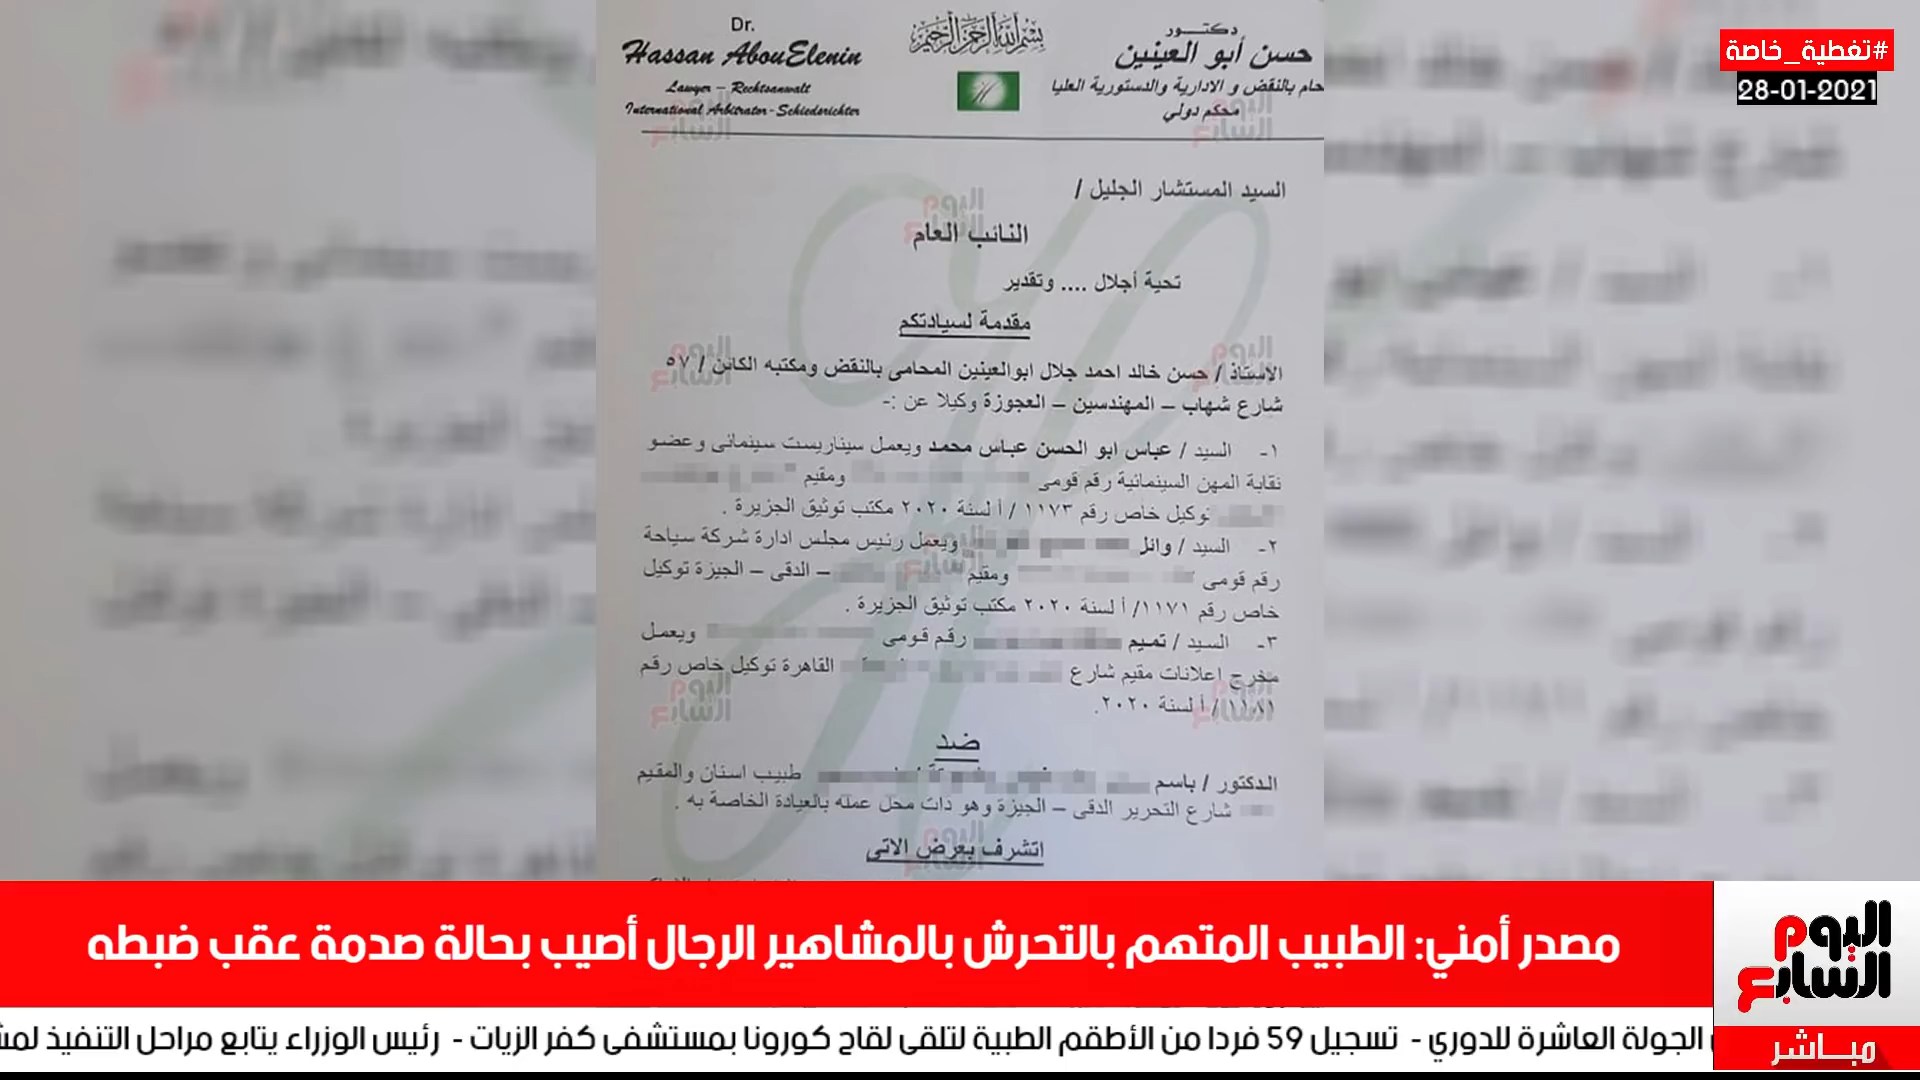 #تغطية_خاصة
28-01-2021
Dr.
Hassan AbouElenin
Lawyer – Rechtsanwalt
International Arbitrator-Schiedsrichter
بسم الله الرحمن الرحيم
دكتـــور
حسن أبو العينين
حام بالنقض و الادارية والدستورية العليا
محكم دولي
السيد المستشار الجليل /
النائب العام
تحية أجلال .... وتقدير
مقدمة لسيادتكم
الاستاذ / حسن خالد احمد جلال ابوالعينين المحامى بالنقض ومكتبه الكائن / ٥٧
شارع شهاب – المهندسين – العجوزة وكيلا عن :-
١- السيد / عباس ابو الحسن عباس محمد ويعمل سيناريست سينمائى وعضو
نقابة المهن السينمائية رقم قومى ومقيم
توكيل خاص رقم ١١٧٣ / أ لسنة ٢٠٢٠ مكتب توثيق الجزيرة .
٢- السيد / وائل ويعمل رئيس مجلس ادارة شركة سياحة
رقم قومى ومقيم – الدقى – الجيزة توكيل
خاص رقم ١١٧١/ أ لسنة ٢٠٢٠ مكتب توثيق الجزيرة .
٣- السيد / تميم رقم قومى ويعمل
مخرج اعلانات مقيم شارع القاهرة توكيل خاص رقم
١١٨١ / أ لسنة ٢٠٢٠.
ضد
الدكتور / باسم طبيب اسنان والمقيم
شارع التحرير الدقى – الجيزة وهو ذات محل عمله بالعيادة الخاصة به .
اتشرف بعرض الاتى
مصدر أمني: الطبيب المتهم بالتحرش بالمشاهير الرجال أصيب بحالة صدمة عقب ضبطه
اليوم السابع
مباشر
الجولة العاشرة للدوري - تسجيل 59 فردا من الأطقم الطبية لتلقى لقاح كورونا بمستشفى كفر الزيات - رئيس الوزراء يتابع مراحل التنفيذ